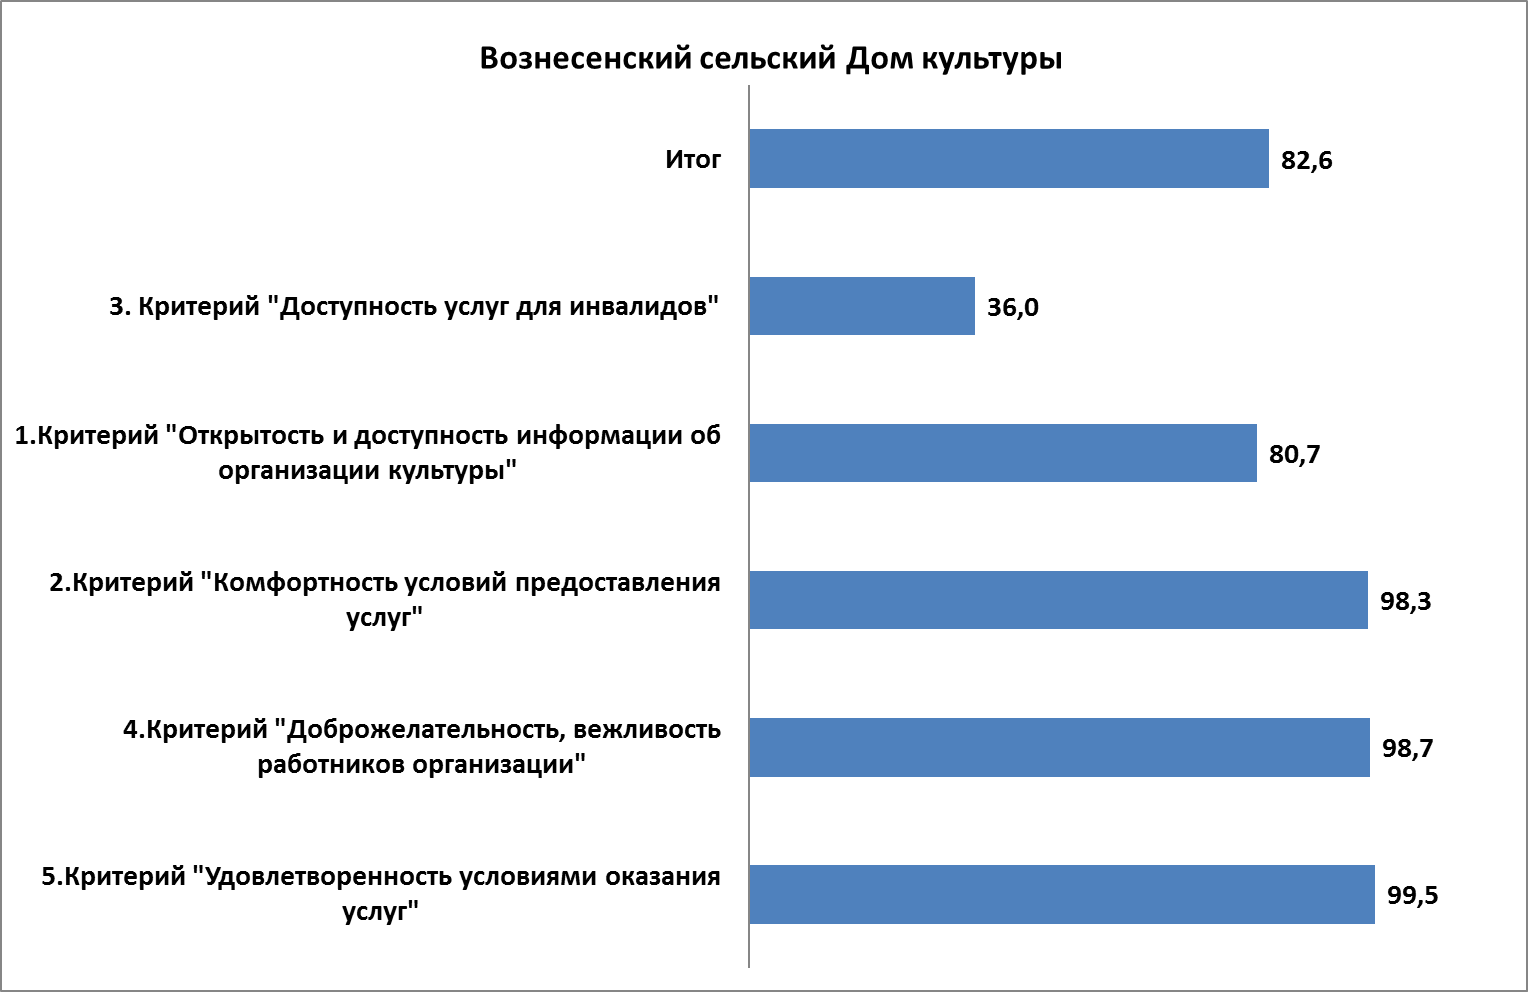 Вознесенский сельский Дом культуры
Итог
82,6
3. Критерий "Доступность услуг для инвалидов"
36,0
1.Критерий "Открытость и доступность информации об
организации культуры"
80,7
2.Критерий "Комфортность условий предоставления
услуг"
98,3
4.Критерий "Доброжелательность, вежливость
работников организации"
98,7
5.Критерий "Удовлетворенность условиями оказания
услуг"
99,5